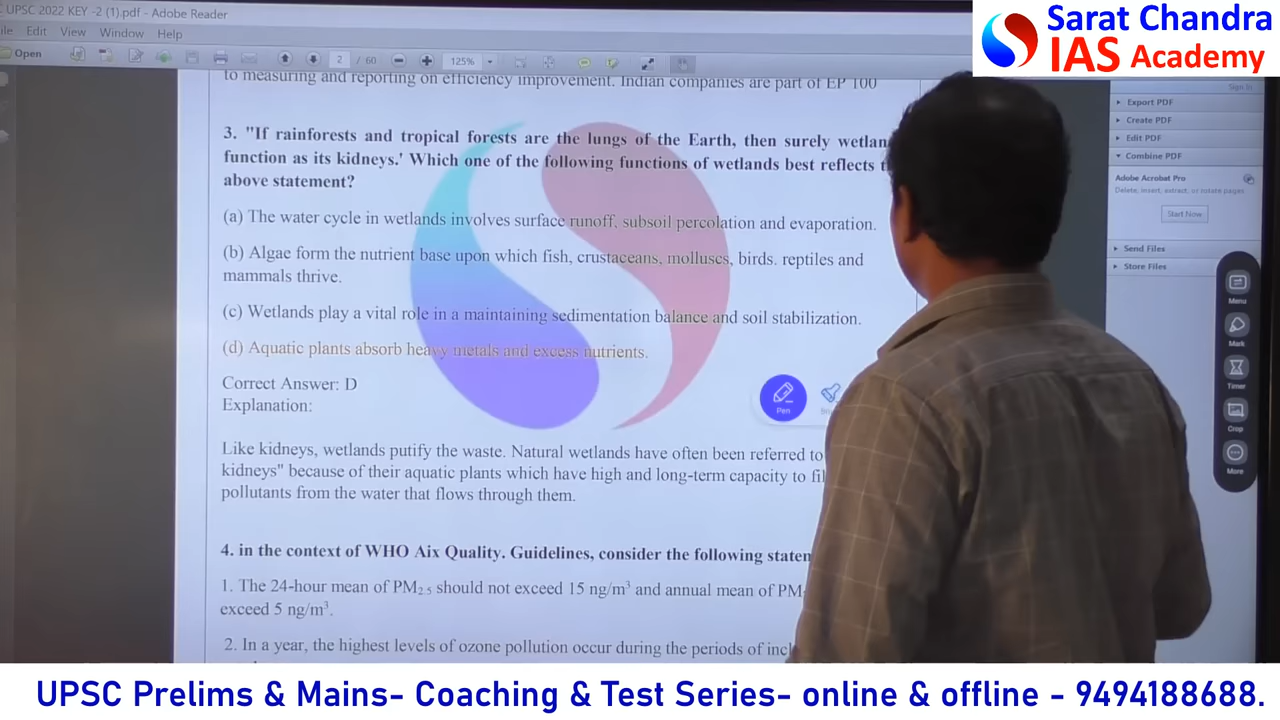 UPSC 2022 KEY -2 (1).pdf - Adobe Reader
Edit View Window Help
Open 2 / 60 125%
Sarat Chandra
IAS Academy
Sign In
Export PDF
Create PDF
Edit PDF
Combine PDF
Adobe Acrobat Pro
Delete, insert, extract, or rotate pages
Start Now
Send Files
Store Files
Menu
Mark
Timer
Crop
More
to measuring and reporting on efficiency improvement. Indian companies are part of EP 100
3. "If rainforests and tropical forests are the lungs of the Earth, then surely wetlan
function as its kidneys.' Which one of the following functions of wetlands best reflects t
above statement?
(a) The water cycle in wetlands involves surface runoff, subsoil percolation and evaporation.
(b) Algae form the nutrient base upon which fish, crustaceans, molluscs, birds. reptiles and
mammals thrive.
(c) Wetlands play a vital role in a maintaining sedimentation balance and soil stabilization.
(d) Aquatic plants absorb heavy metals and excess nutrients.
Correct Answer: D
Explanation:
Pen
Like kidneys, wetlands putify the waste. Natural wetlands have often been referred to
kidneys" because of their aquatic plants which have high and long-term capacity to fil
pollutants from the water that flows through them.
4. in the context of WHO Aix Quality. Guidelines, consider the following statem
1. The 24-hour mean of PM2.5 should not exceed 15 ng/m³ and annual mean of PM
exceed 5 ng/m³.
2. In a year, the highest levels of ozone pollution occur during the periods of incl
UPSC Prelims & Mains- Coaching & Test Series- online & offline - 9494188688.